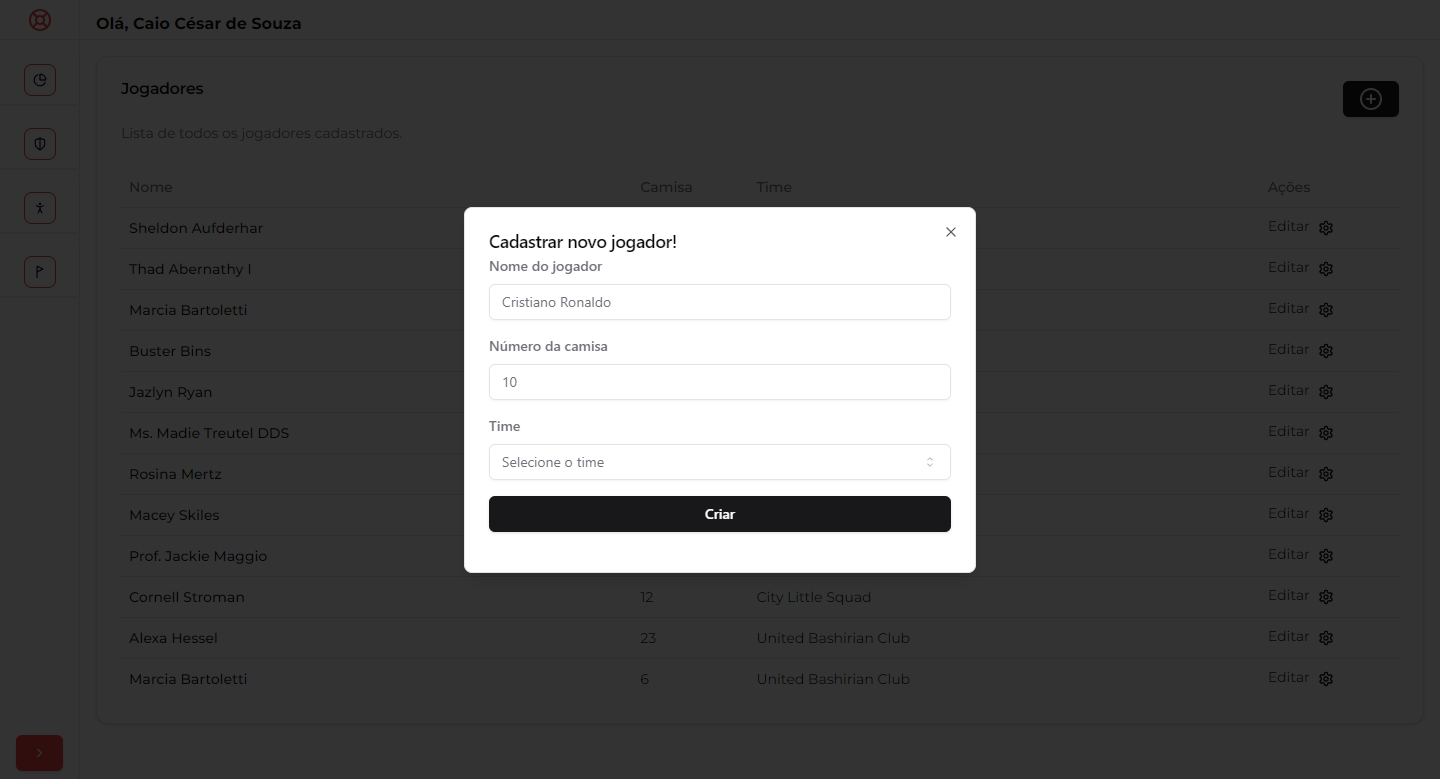 Olá, Caio César de Souza
Jogadores
Lista de todos os jogadores cadastrados.
Nome Camisa Time Ações
Sheldon Aufderhar Editar
Thad Abernathy I Editar
Marcia Bartoletti Editar
Buster Bins Editar
Jazlyn Ryan Editar
Ms. Madie Treutel DDS Editar
Rosina Mertz Editar
Macey Skiles Editar
Prof. Jackie Maggio Editar
Cornell Stroman 12 City Little Squad Editar
Alexa Hessel 23 United Bashirian Club Editar
Marcia Bartoletti 6 United Bashirian Club Editar
Cadastrar novo jogador!
Nome do jogador
Cristiano Ronaldo
Número da camisa
10
Time
Selecione o time
Criar